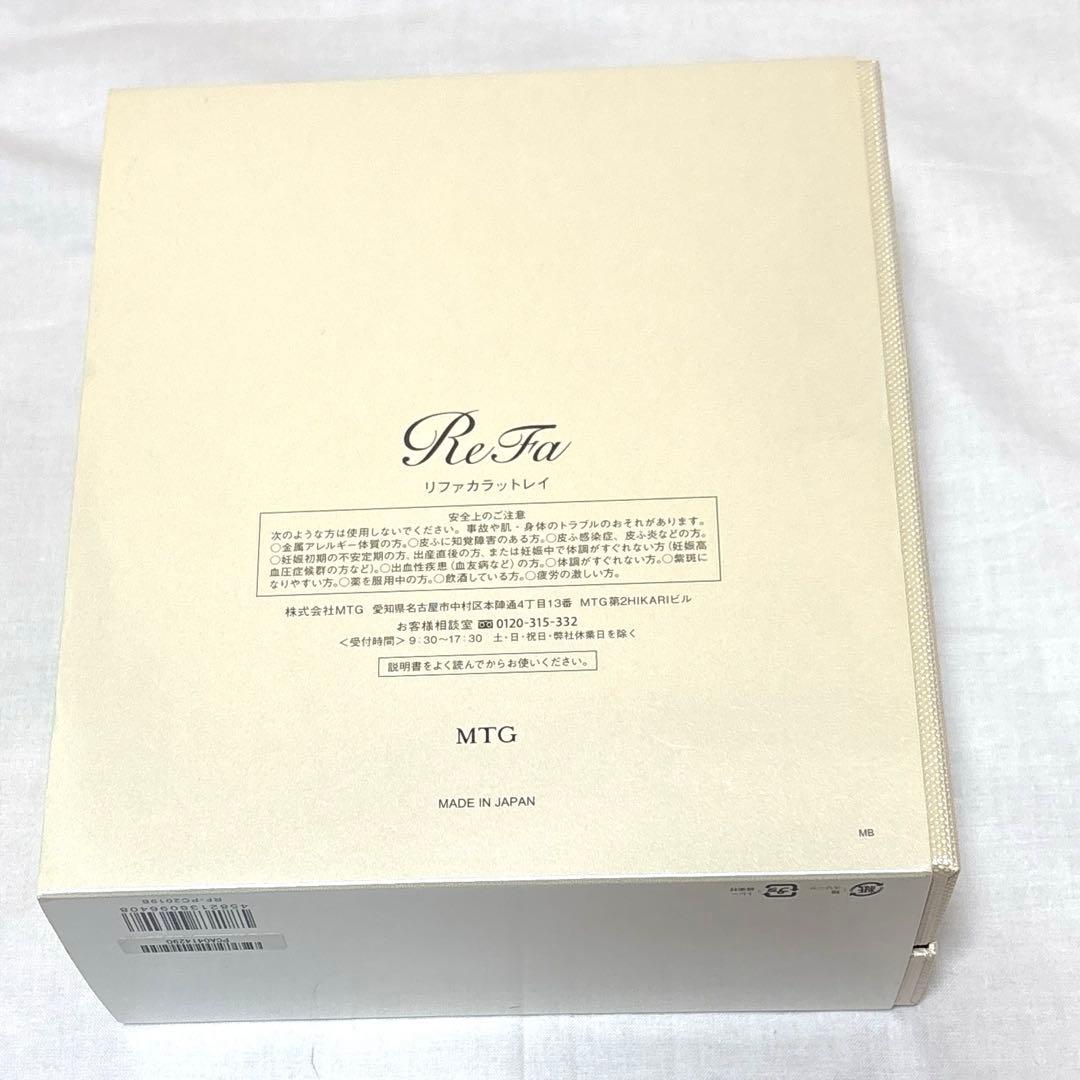 ReFa
リファカラットレイ
安全上のご注意
次のような方は使用しないでください。事故や肌・身体のトラブルのおそれがあります。
○金属アレルギー体質の方。○皮ふに知覚障害のある方。○皮ふ感染症、皮ふ炎などの方。
○妊娠初期の不安定期の方、出産直後の方、または妊娠中で体調がすぐれない方(妊娠高
血圧症候群の方など)。○出血性疾患(血友病など)の方。○体調がすぐれない方。○紫斑に
なりやすい方。○薬を服用中の方。○飲酒している方。○疲労の激しい方。
株式会社MTG 愛知県名古屋市中村区本陣通4丁目13番 MTG第2HIKARIビル
お客様相談室 0120-315-332
<受付時間> 9:30〜17:30 土・日・祝日・弊社休業日を除く
説明書をよく読んでからお使いください。
MTG
MADE IN JAPAN
MB
紙
プラ
RF-PC2019B
PCA0414290